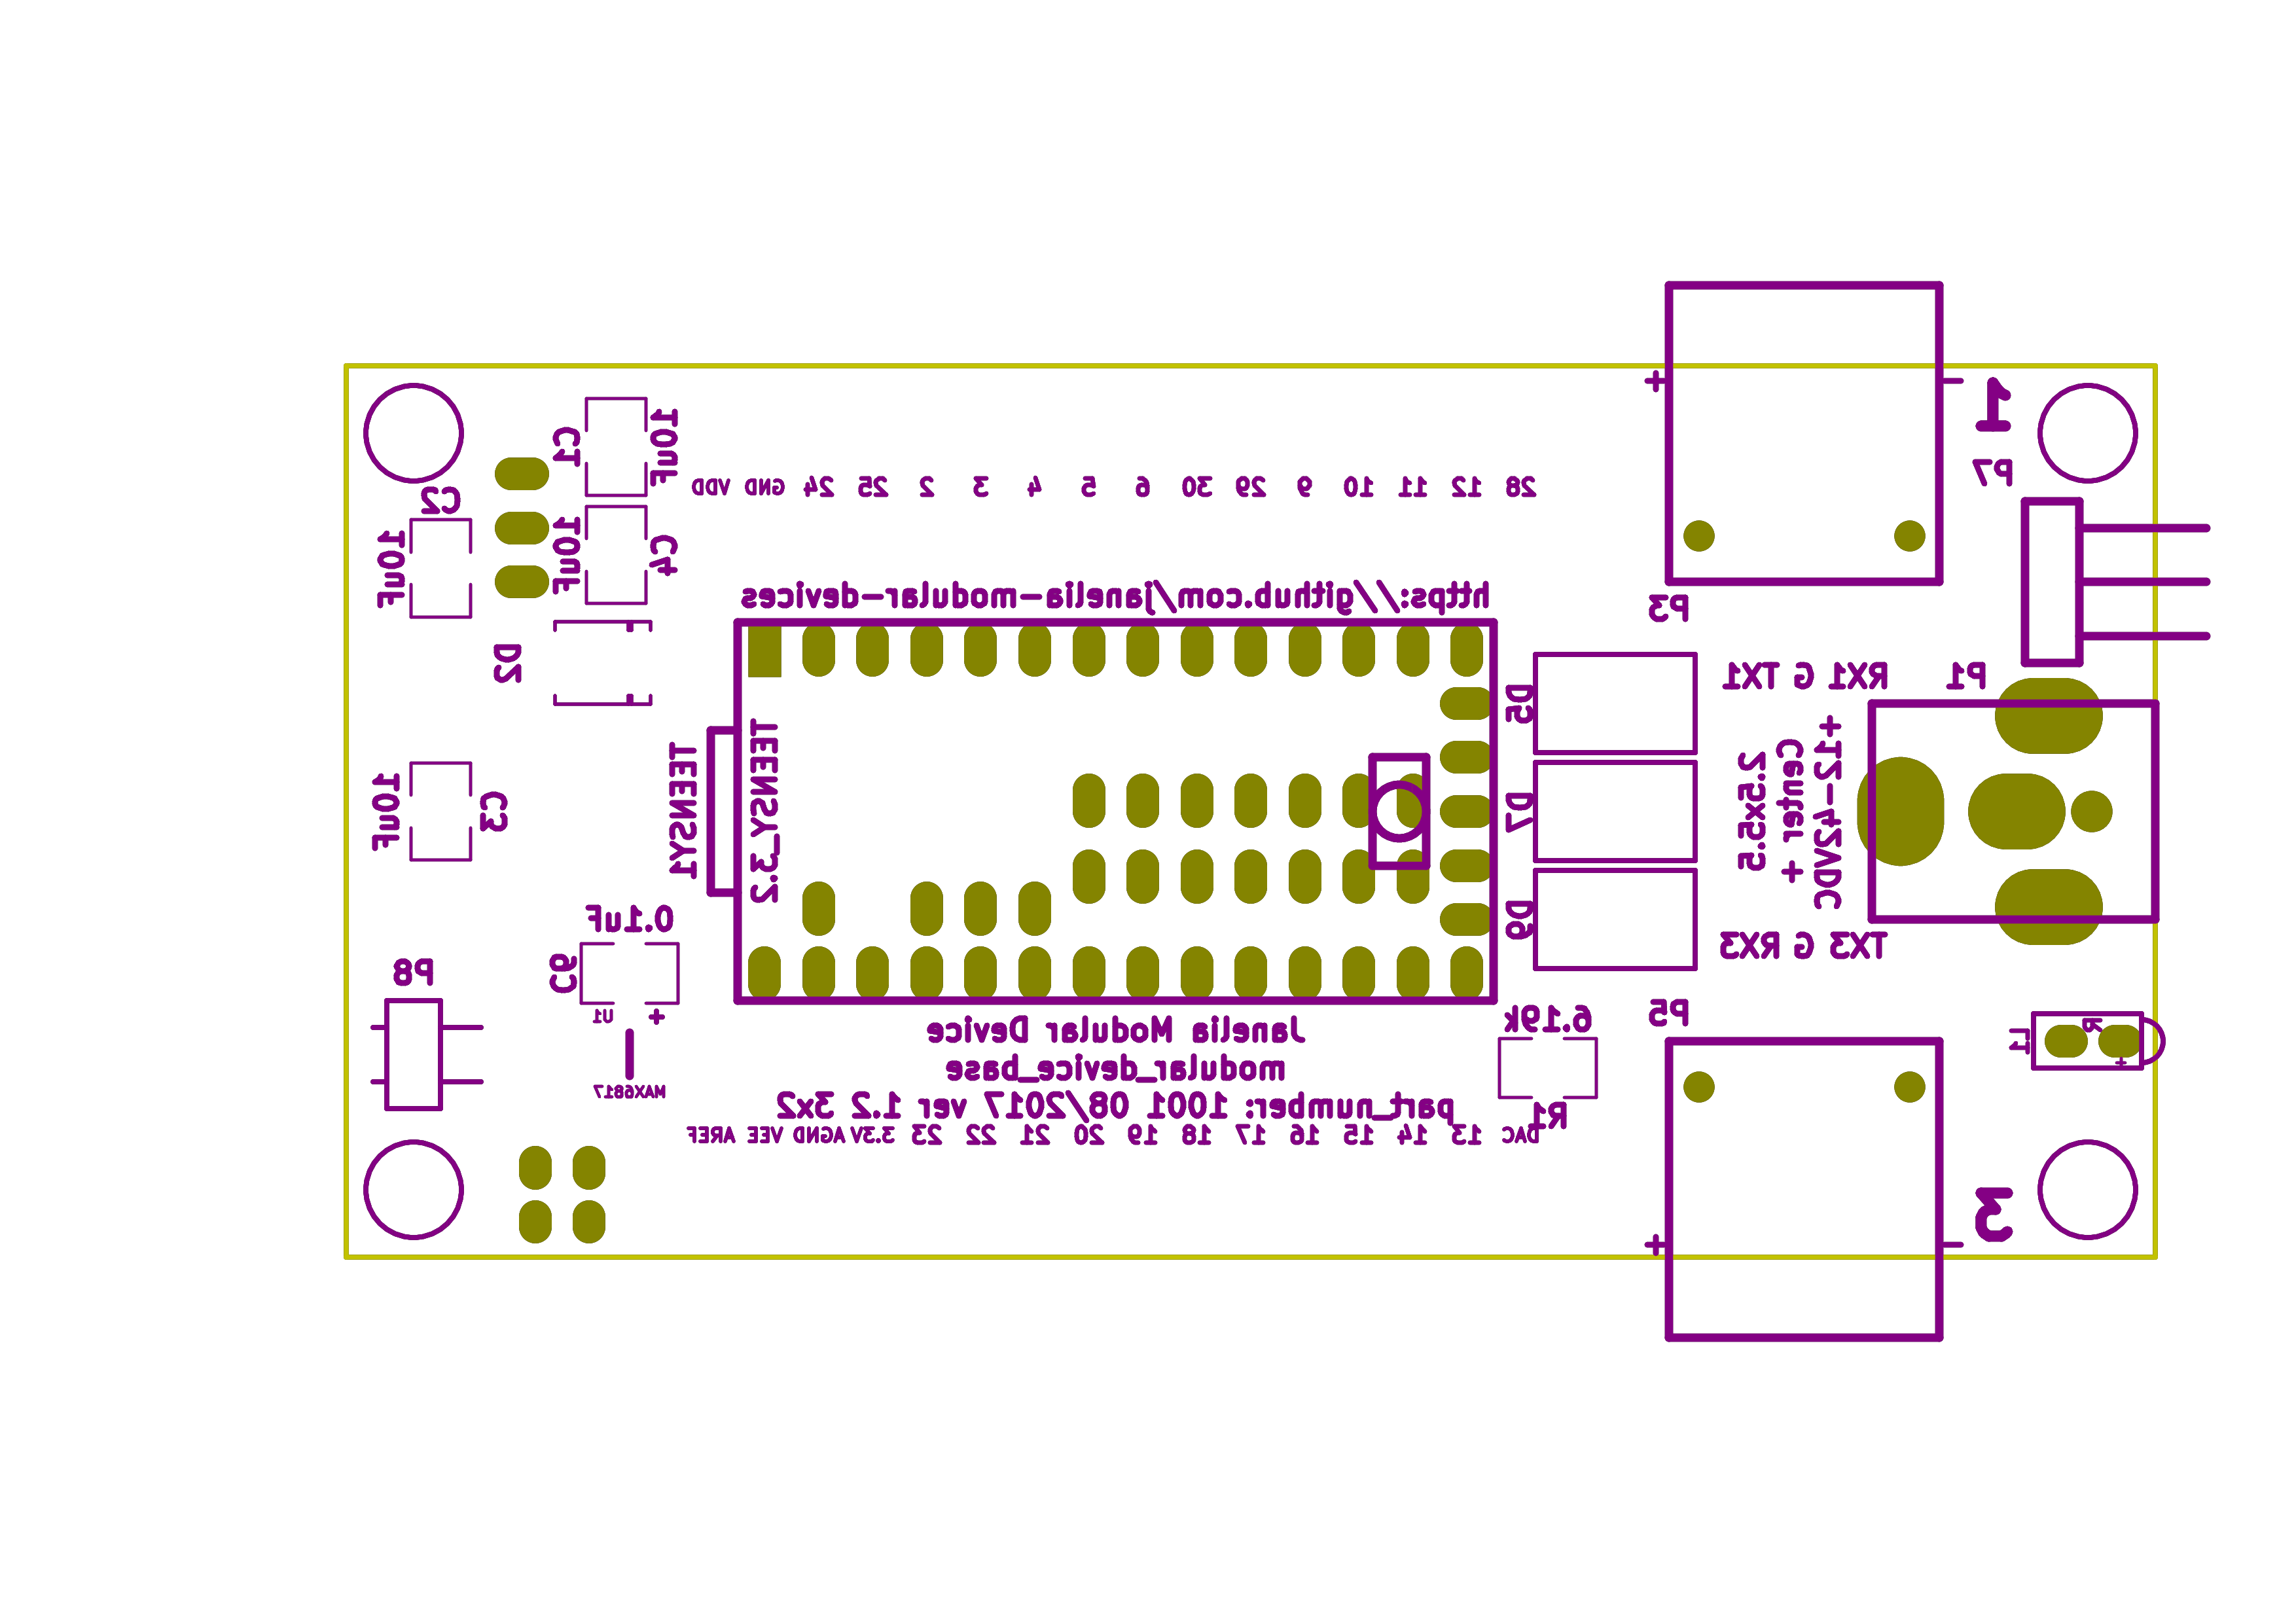 1
P7
10uF
C1
C2
28 12 11 10 9 29 30 6 5 4 3 2 25 24 GND VDD
10uF
C4
10uF
https://github.com/janelia-modular-devices
P3
D2
P1
RX1 G TX1
D5
+12-42VDC
Center +
2.5x5.5
TEENSY_3.2
TEENSY1
D7
C3
10uF
D9
0.1uF
TX3 G RX3
P8
P5
6.19k
+
U1
Janelia Modular Device
modular_device_base
MAX6817
part_number: 1001 08/2017 ver 1.2 3x2
R1
R
DAC 13 14 15 16 17 18 19 20 21 22 23 3.3V AGND VEE AREF
3